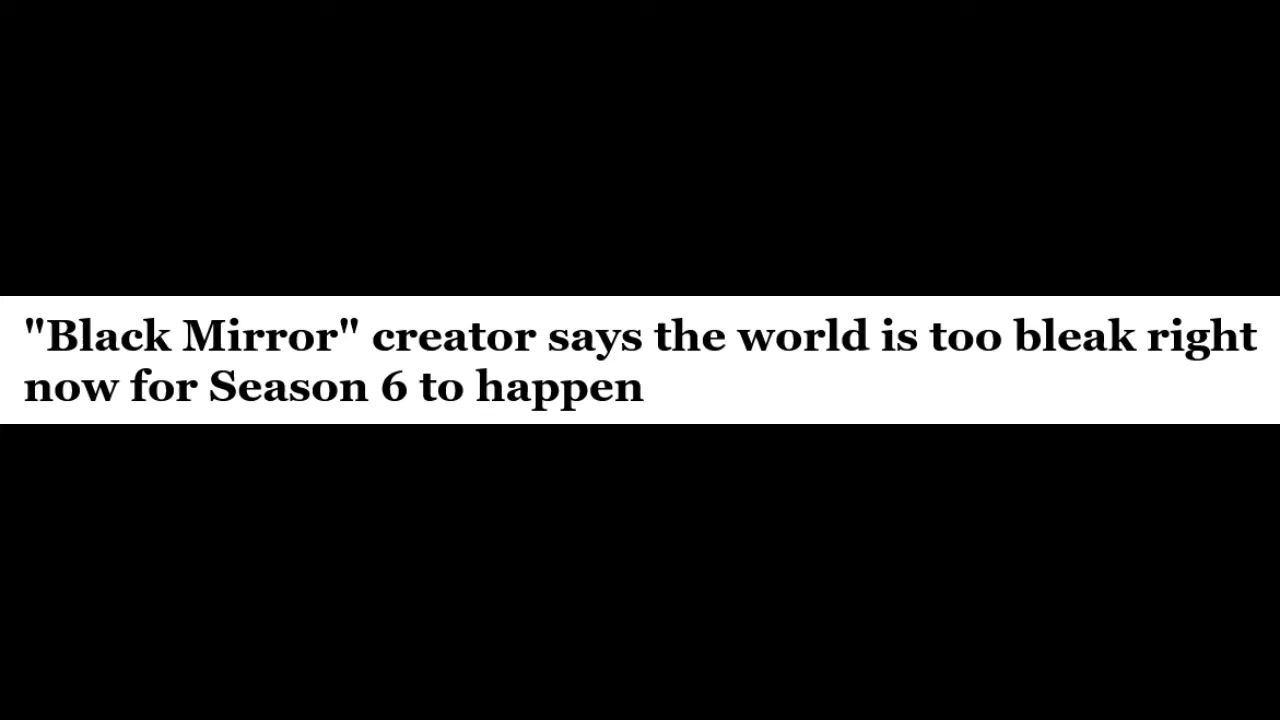 "Black Mirror" creator says the world is too bleak right
now for Season 6 to happen